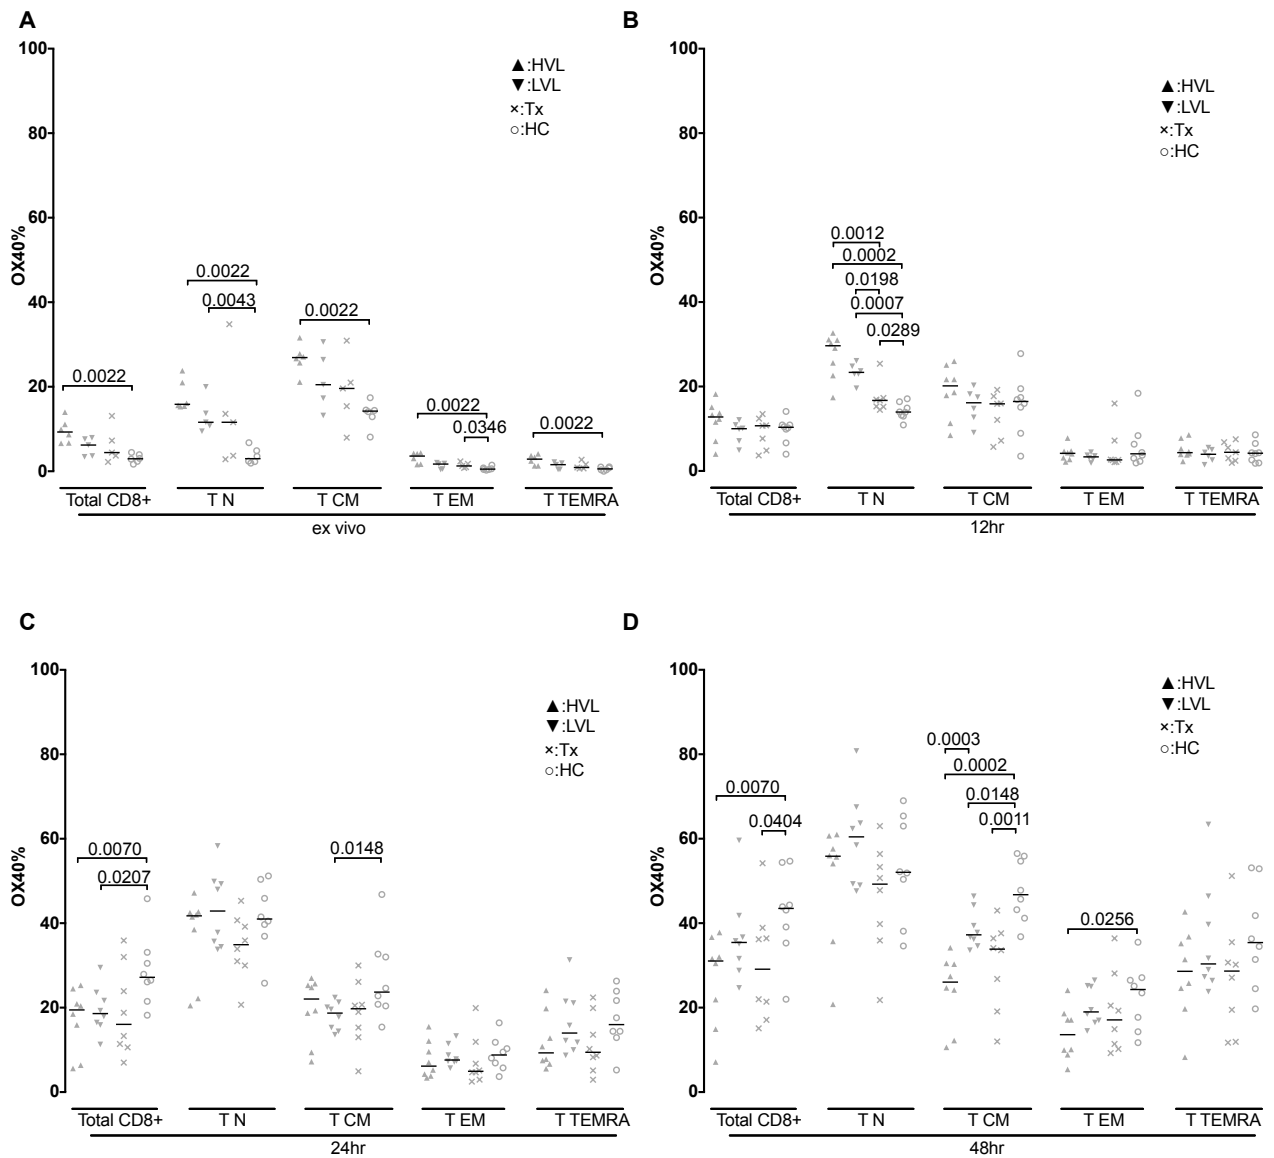 A
OX40%
100
80
60
40
20
0
▲:HVL
▼:LVL
×:Tx
○:HC
0.0022
0.0022
0.0043
0.0022
0.0022
0.0346
0.0022
Total CD8+ T N T CM T EM T TEMRA
ex vivo
B
OX40%
100
80
60
40
20
0
▲:HVL
▼:LVL
×:Tx
○:HC
0.0012
0.0002
0.0198
0.0007
0.0289
Total CD8+ T N T CM T EM T TEMRA
12hr
C
OX40%
100
80
60
40
20
0
▲:HVL
▼:LVL
×:Tx
○:HC
0.0070
0.0207
0.0148
Total CD8+ T N T CM T EM T TEMRA
24hr
D
OX40%
100
80
60
40
20
0
▲:HVL
▼:LVL
×:Tx
○:HC
0.0070
0.0404
0.0003
0.0002
0.0148
0.0011
0.0256
Total CD8+ T N T CM T EM T TEMRA
48hr